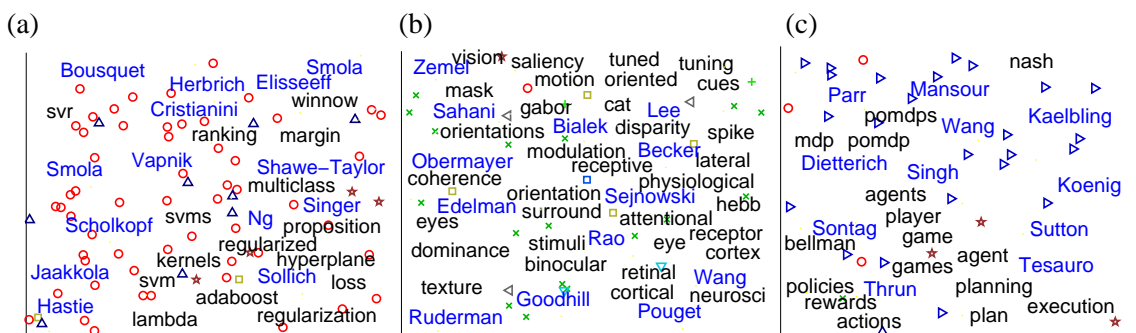 (a)
(b)
(c)
Bousquet
Smola
Herbrich
Elisseeff
svr
Cristianini
winnow
ranking
margin
Vapnik
Smola
Shawe−Taylor
multiclass
Singer
Scholkopf
svms
Ng
proposition
regularized
kernels
hyperplane
Jaakkola
svm
Sollich
loss
adaboost
Hastie
lambda
regularization
vision
saliency
tuned
tuning
Zemel
motion
oriented
cues
mask
gabor
cat
Sahani
Lee
orientations
Bialek
disparity
spike
modulation
Becker
Obermayer
receptive
lateral
coherence
physiological
orientation
Sejnowski
Edelman
surround
hebb
eyes
attentional
receptor
stimuli
Rao
eye
dominance
cortex
binocular
retinal
Wang
texture
cortical
neurosci
Goodhill
Ruderman
Pouget
nash
Parr
Mansour
pomdps
Kaelbling
mdp
pomdp
Wang
Dietterich
Singh
Koenig
agents
player
Sontag
game
Sutton
bellman
agent
games
Tesauro
policies
Thrun
planning
rewards
execution
actions
plan